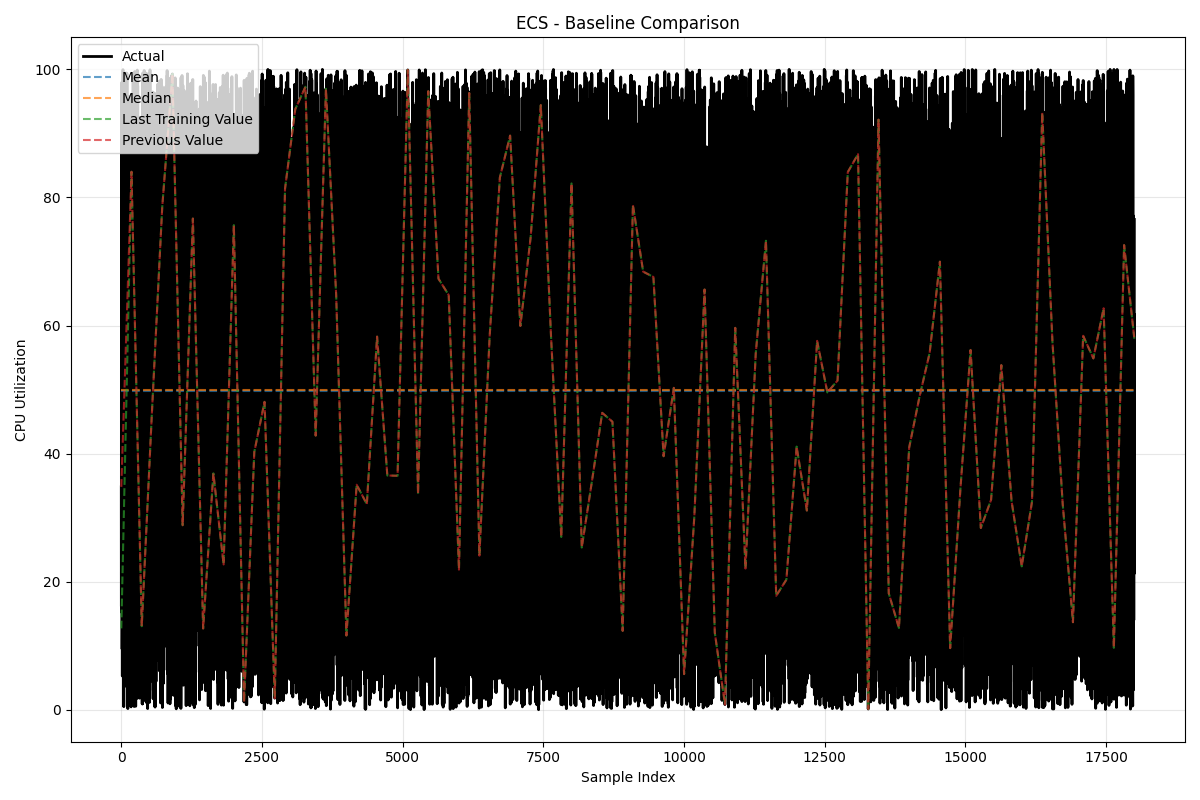 ECS - Baseline Comparison
Actual
Mean
Median
Last Training Value
Previous Value
100
80
60
40
20
0
CPU Utilization
0 2500 5000 7500 10000 12500 15000 17500
Sample Index